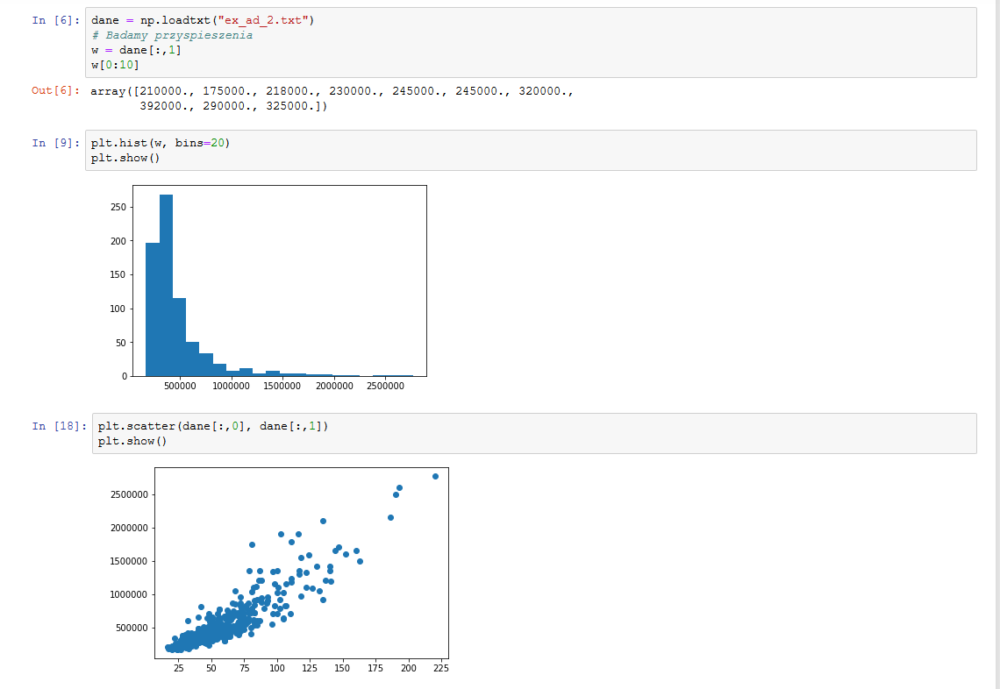 In [6]: dane = np.loadtxt("ex_ad_2.txt")
# Badamy przyspieszenia
w = dane[:,1]
w[0:10]
Out[6]: array([210000., 175000., 218000., 230000., 245000., 245000., 320000.,
392000., 290000., 325000.])
In [9]: plt.hist(w, bins=20)
plt.show()
250
200
150
100
50
0
500000 1000000 1500000 2000000 2500000
In [18]: plt.scatter(dane[:,0], dane[:,1])
plt.show()
2500000
2000000
1500000
1000000
500000
25 50 75 100 125 150 175 200 225